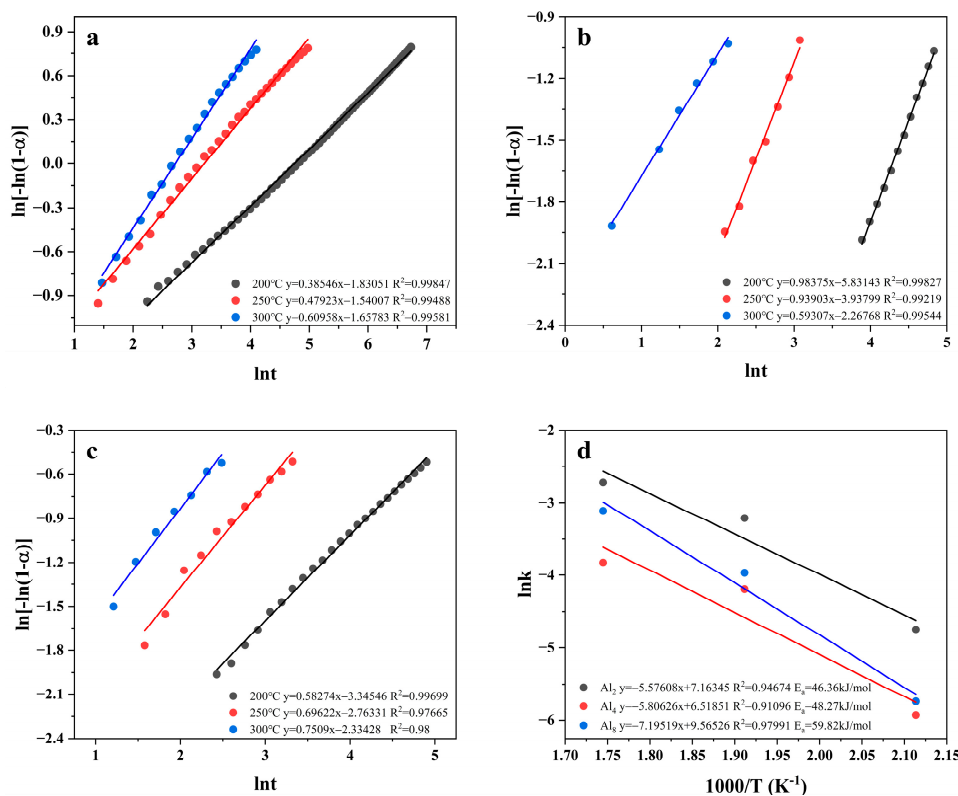 a
ln[-ln(1-α)]
0.9
0.6
0.3
0.0
−0.3
−0.6
−0.9
200°C y=0.38546x−1.83051 R²=0.99847
250°C y=0.47923x−1.54007 R²=0.99488
300°C y=0.60958x−1.65783 R²=0.99581
1 2 3 4 5 6 7
lnt
b
ln[-ln(1-α)]
−0.9
−1.2
−1.5
−1.8
−2.1
−2.4
200°C y=0.98375x−5.83143 R²=0.99827
250°C y=0.93903x−3.93799 R²=0.99219
300°C y=0.59307x−2.26768 R²=0.99544
0 1 2 3 4 5
lnt
c
ln[-ln(1-α)]
−0.3
−0.6
−0.9
−1.2
−1.5
−1.8
−2.1
−2.4
200°C y=0.58274x−3.34546 R²=0.99699
250°C y=0.69622x−2.76331 R²=0.97665
300°C y=0.7509x−2.33428 R²=0.98
1 2 3 4 5
lnt
d
lnk
−2
−3
−4
−5
−6
Al₂ y=−5.57608x+7.16345 R²=0.94674 Eₐ=46.36kJ/mol
Al₄ y=−5.80626x+6.51851 R²=0.91096 Eₐ=48.27kJ/mol
Al₈ y=−7.19519x+9.56526 R²=0.97991 Eₐ=59.82kJ/mol
1.70 1.75 1.80 1.85 1.90 1.95 2.00 2.05 2.10 2.15
1000/T (K⁻¹)